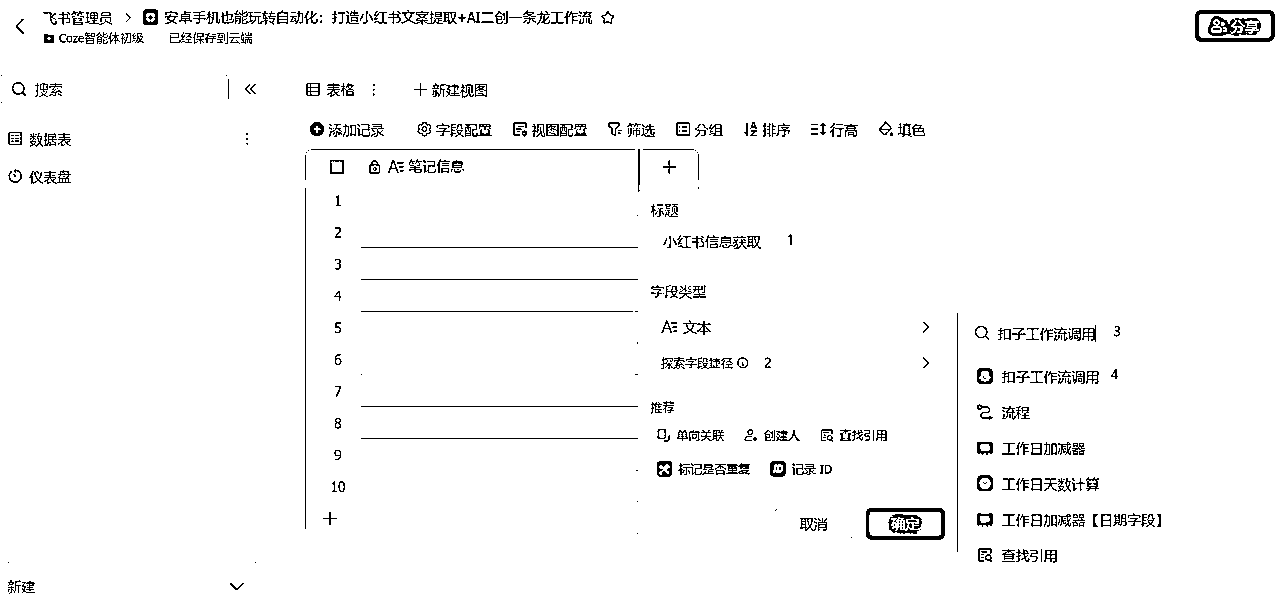 飞书管理员 > 安卓手机也能玩转自动化：打造小红书文案提取+AI二创一条龙工作流
Coze智能体初级 已经保存到云端
分享
搜索
数据表
仪表盘
新建
表格 新建视图
添加记录 字段配置 视图配置 筛选 分组 排序 行高 填色
笔记信息
1
2
3
4
5
6
7
8
9
10
标题
小红书信息获取 1
字段类型
文本
探索字段捷径 2
推荐
单向关联 创建人 查找引用
标记是否重复 记录 ID
取消 确定
扣子工作流调用 3
扣子工作流调用 4
流程
工作日加减器
工作日天数计算
工作日加减器【日期字段】
查找引用